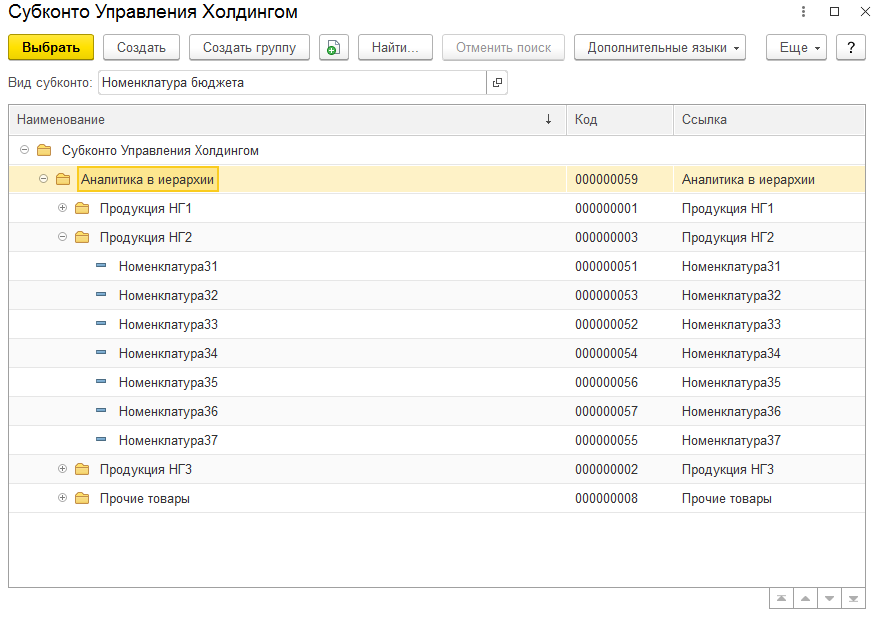 Субконто Управления Холдингом
Выбрать Создать Создать группу Найти... Отменить поиск Дополнительные языки Еще ?
Вид субконто: Номенклатура бюджета
Наименование ↓ Код Ссылка
Субконто Управления Холдингом
Аналитика в иерархии 000000059 Аналитика в иерархии
Продукция НГ1 000000001 Продукция НГ1
Продукция НГ2 000000003 Продукция НГ2
Номенклатура31 000000051 Номенклатура31
Номенклатура32 000000053 Номенклатура32
Номенклатура33 000000052 Номенклатура33
Номенклатура34 000000054 Номенклатура34
Номенклатура35 000000056 Номенклатура35
Номенклатура36 000000057 Номенклатура36
Номенклатура37 000000055 Номенклатура37
Продукция НГ3 000000002 Продукция НГ3
Прочие товары 000000008 Прочие товары